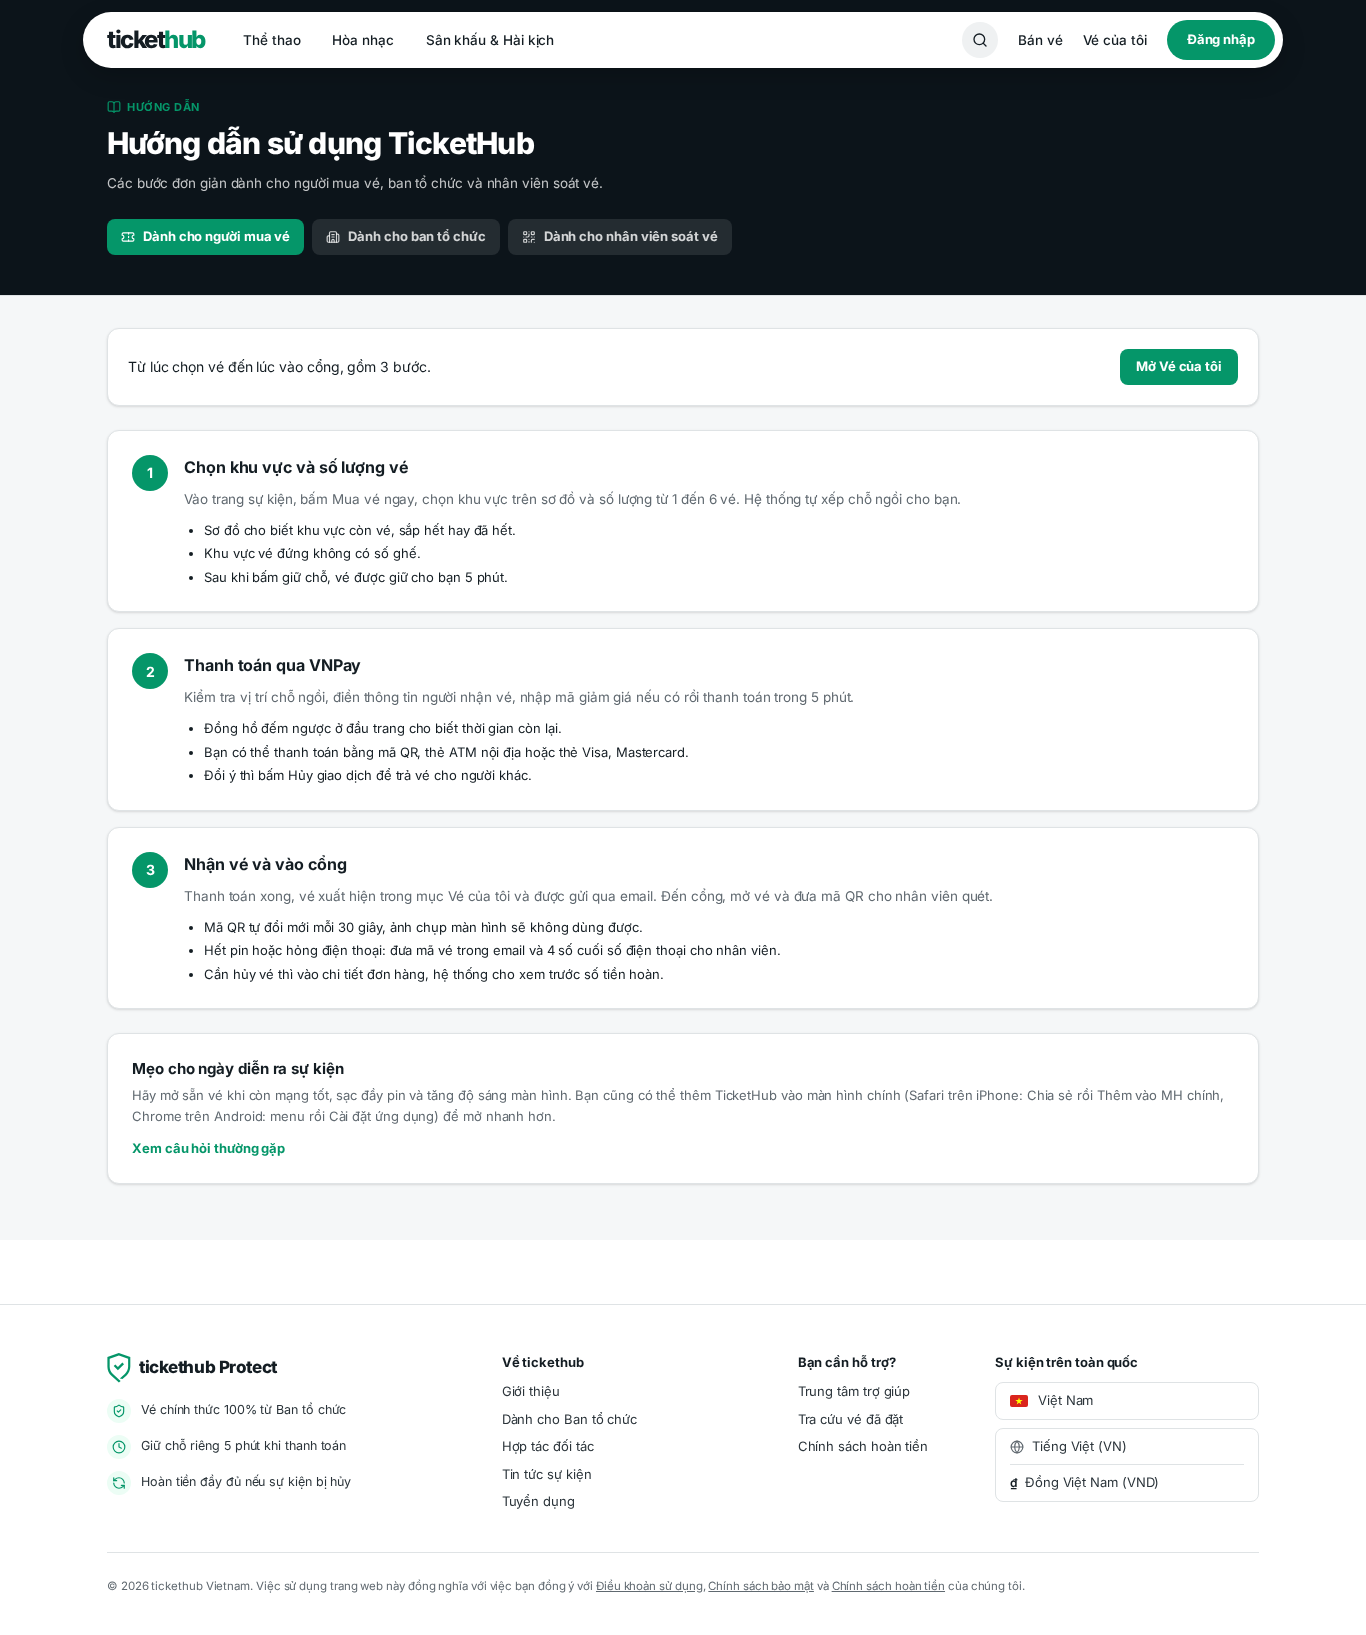 tickethub
Thể thao
Hòa nhạc
Sân khấu & Hài kịch
Bán vé
Vé của tôi
Đăng nhập
HƯỚNG DẪN
Hướng dẫn sử dụng TicketHub
Các bước đơn giản dành cho người mua vé, ban tổ chức và nhân viên soát vé.
Dành cho người mua vé
Dành cho ban tổ chức
Dành cho nhân viên soát vé
Từ lúc chọn vé đến lúc vào cổng, gồm 3 bước.
Mở Vé của tôi
1
Chọn khu vực và số lượng vé
Vào trang sự kiện, bấm Mua vé ngay, chọn khu vực trên sơ đồ và số lượng từ 1 đến 6 vé. Hệ thống tự xếp chỗ ngồi cho bạn.
• Sơ đồ cho biết khu vực còn vé, sắp hết hay đã hết.
• Khu vực vé đứng không có số ghế.
• Sau khi bấm giữ chỗ, vé được giữ cho bạn 5 phút.
2
Thanh toán qua VNPay
Kiểm tra vị trí chỗ ngồi, điền thông tin người nhận vé, nhập mã giảm giá nếu có rồi thanh toán trong 5 phút.
• Đồng hồ đếm ngược ở đầu trang cho biết thời gian còn lại.
• Bạn có thể thanh toán bằng mã QR, thẻ ATM nội địa hoặc thẻ Visa, Mastercard.
• Đổi ý thì bấm Hủy giao dịch để trả vé cho người khác.
3
Nhận vé và vào cổng
Thanh toán xong, vé xuất hiện trong mục Vé của tôi và được gửi qua email. Đến cổng, mở vé và đưa mã QR cho nhân viên quét.
• Mã QR tự đổi mới mỗi 30 giây, ảnh chụp màn hình sẽ không dùng được.
• Hết pin hoặc hỏng điện thoại: đưa mã vé trong email và 4 số cuối số điện thoại cho nhân viên.
• Cần hủy vé thì vào chi tiết đơn hàng, hệ thống cho xem trước số tiền hoàn.
Mẹo cho ngày diễn ra sự kiện
Hãy mở sẵn vé khi còn mạng tốt, sạc đầy pin và tăng độ sáng màn hình. Bạn cũng có thể thêm TicketHub vào màn hình chính (Safari trên iPhone: Chia sẻ rồi Thêm vào MH chính,
Chrome trên Android: menu rồi Cài đặt ứng dụng) để mở nhanh hơn.
Xem câu hỏi thường gặp
tickethub Protect
Vé chính thức 100% từ Ban tổ chức
Giữ chỗ riêng 5 phút khi thanh toán
Hoàn tiền đầy đủ nếu sự kiện bị hủy
Về tickethub
Giới thiệu
Dành cho Ban tổ chức
Hợp tác đối tác
Tin tức sự kiện
Tuyển dụng
Bạn cần hỗ trợ?
Trung tâm trợ giúp
Tra cứu vé đã đặt
Chính sách hoàn tiền
Sự kiện trên toàn quốc
Việt Nam
Tiếng Việt (VN)
₫ Đồng Việt Nam (VND)
© 2026 tickethub Vietnam. Việc sử dụng trang web này đồng nghĩa với việc bạn đồng ý với Điều khoản sử dụng, Chính sách bảo mật và Chính sách hoàn tiền của chúng tôi.